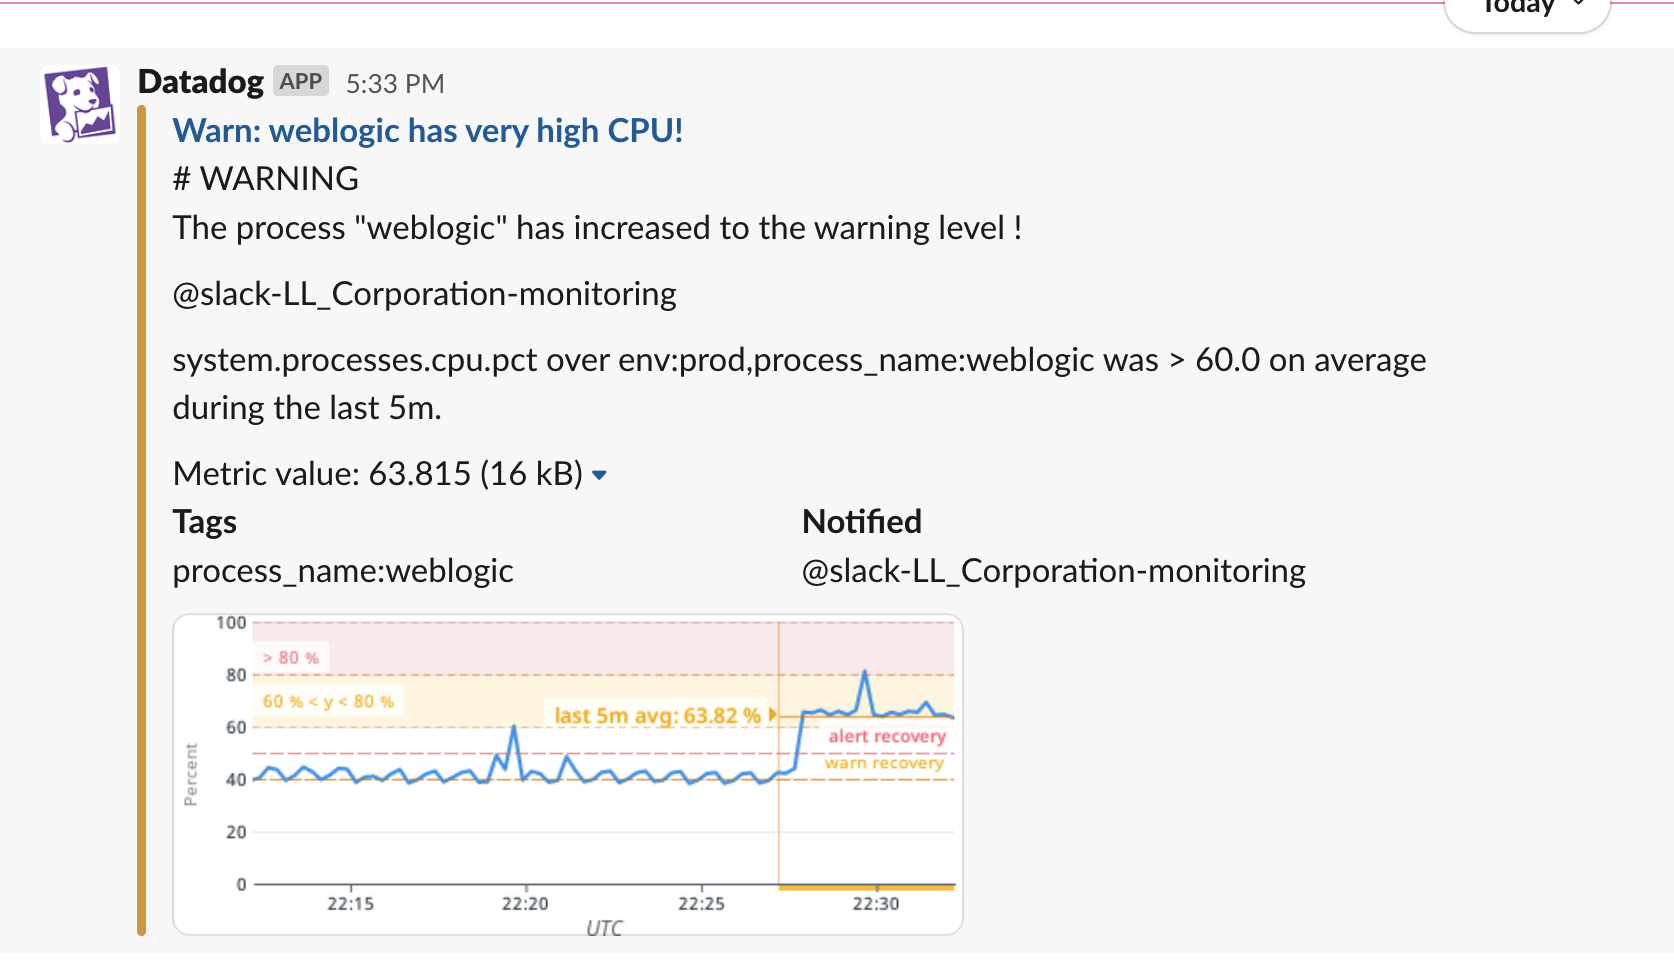 Today
Datadog APP 5:33 PM
Warn: weblogic has very high CPU!
# WARNING
The process "weblogic" has increased to the warning level !
@slack-LL_Corporation-monitoring
system.processes.cpu.pct over env:prod,process_name:weblogic was > 60.0 on average
during the last 5m.
Metric value: 63.815 (16 kB)
Tags
process_name:weblogic
Notified
@slack-LL_Corporation-monitoring
100
> 80 %
80
60 % < y < 80 %
last 5m avg: 63.82 %
60
alert recovery
warn recovery
Percent
40
20
0
22:15 22:20 22:25 22:30
UTC